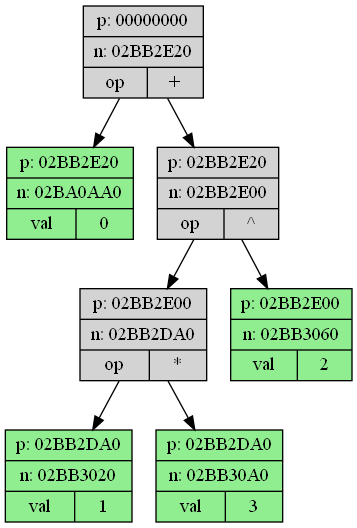 p: 00000000
n: 02BB2E20
op +
p: 02BB2E20
n: 02BA0AA0
val 0
p: 02BB2E20
n: 02BB2E00
op ^
p: 02BB2E00
n: 02BB2DA0
op *
p: 02BB2E00
n: 02BB3060
val 2
p: 02BB2DA0
n: 02BB3020
val 1
p: 02BB2DA0
n: 02BB30A0
val 3